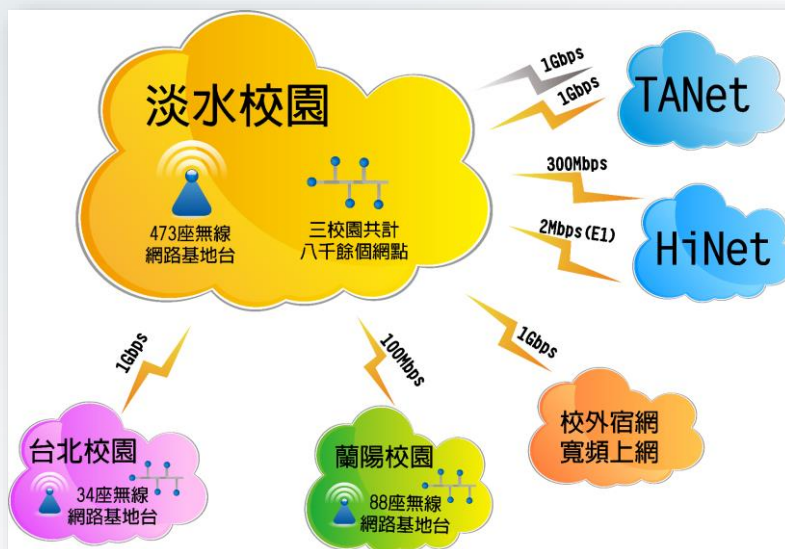 淡水校園
473座無線
網路基地台
三校園共計
八千餘個網點
1Gbps
1Gbps
TANet
300Mbps
2Mbps(E1)
HiNet
1Gbps
100Mbps
1Gbps
台北校園
34座無線
網路基地台
蘭陽校園
88座無線
網路基地台
校外宿網
寬頻上網